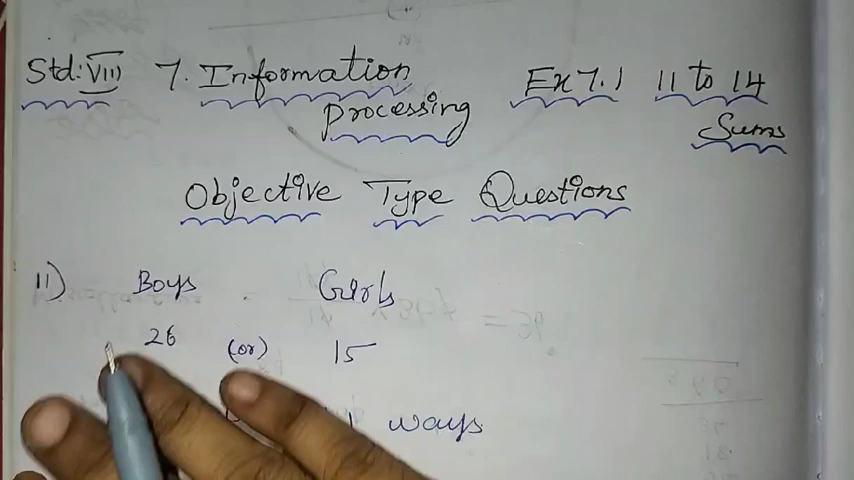 Std: VIII 7. Information Processing Ex 7.1 11 to 14 Sums
Objective Type Questions
11) Boys Girls
26 (or) 15
ways